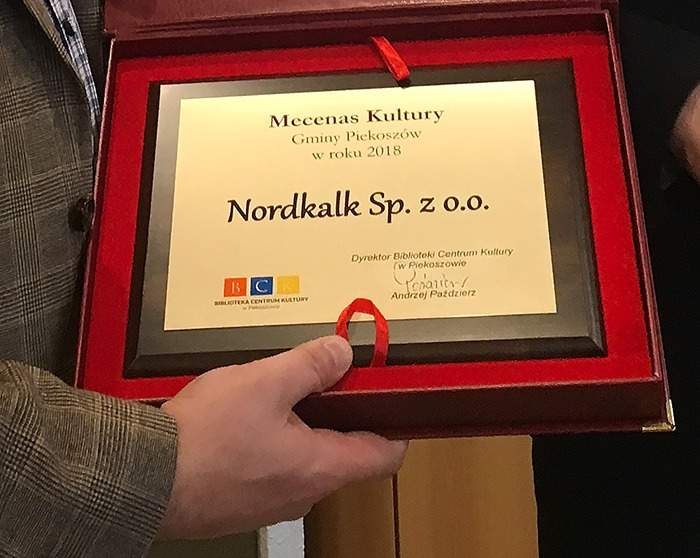 Mecenas Kultury
Gminy Piekoszów
w roku 2018
Nordkalk Sp. z o.o.
Dyrektor Biblioteki Centrum Kultury
w Piekoszowie
Andrzej Paździerz
BCK
BIBLIOTEKA CENTRUM KULTURY
w Piekoszowie